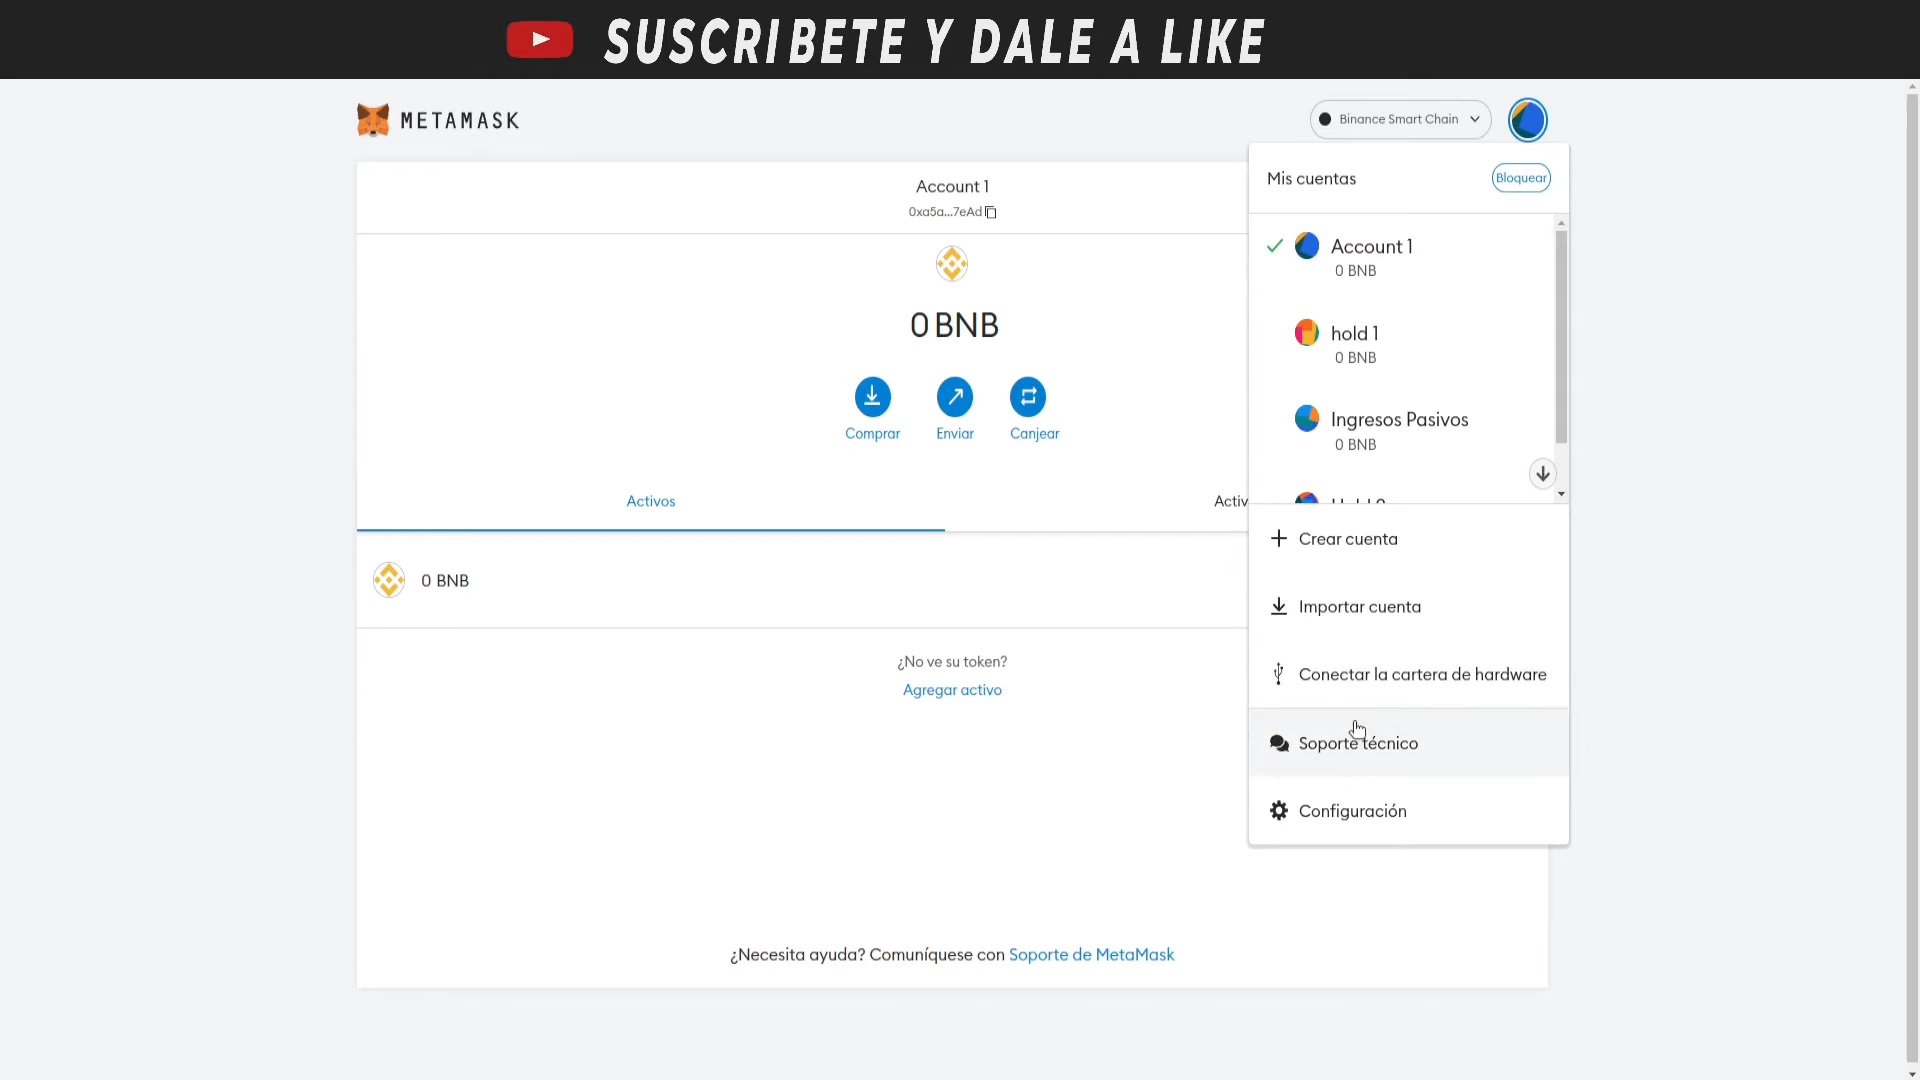 SUSCRIBETE Y DALE A LIKE
METAMASK
Binance Smart Chain
Account 1
0xa5a...7eAd
0 BNB
Comprar
Enviar
Canjear
Activos
Activ
0 BNB
¿No ve su token?
Agregar activo
¿Necesita ayuda? Comuníquese con Soporte de MetaMask
Mis cuentas
Bloquear
Account 1
0 BNB
hold 1
0 BNB
Ingresos Pasivos
0 BNB
Crear cuenta
Importar cuenta
Conectar la cartera de hardware
Soporte técnico
Configuración